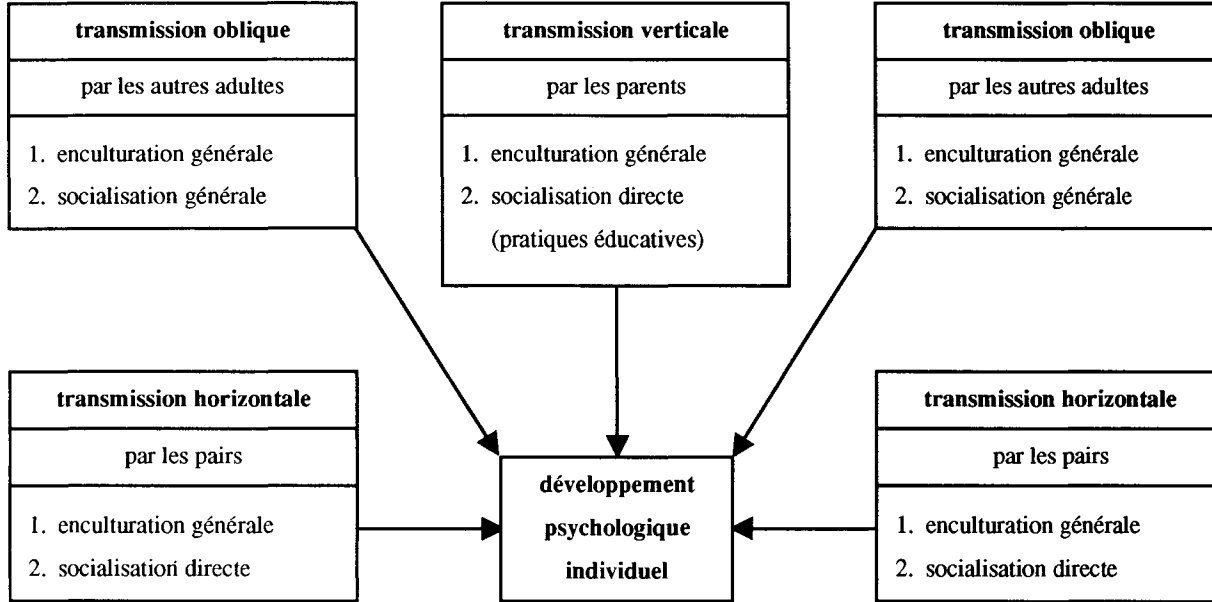 transmission oblique
par les autres adultes
1. enculturation générale
2. socialisation générale
transmission verticale
par les parents
1. enculturation générale
2. socialisation directe
(pratiques éducatives)
transmission oblique
par les autres adultes
1. enculturation générale
2. socialisation générale
transmission horizontale
par les pairs
1. enculturation générale
2. socialisation directe
développement
psychologique
individuel
transmission horizontale
par les pairs
1. enculturation générale
2. socialisation directe